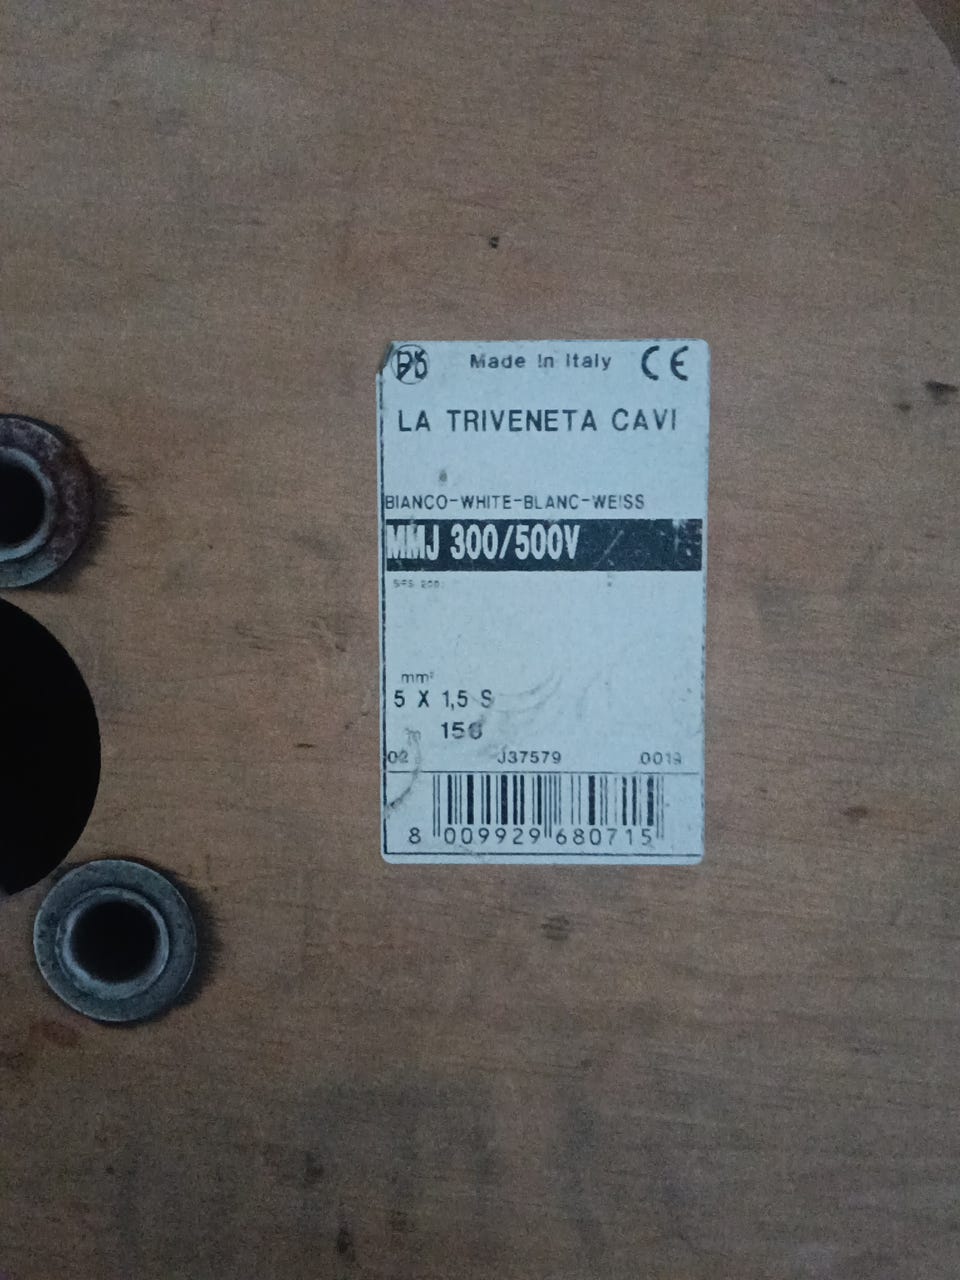 Made In Italy CE
LA TRIVENETA CAVI
BIANCO-WHITE-BLANC-WEISS
MMJ 300/500V
mm²
5 X 1,5 S
m
02 J37579
8 009929 680715